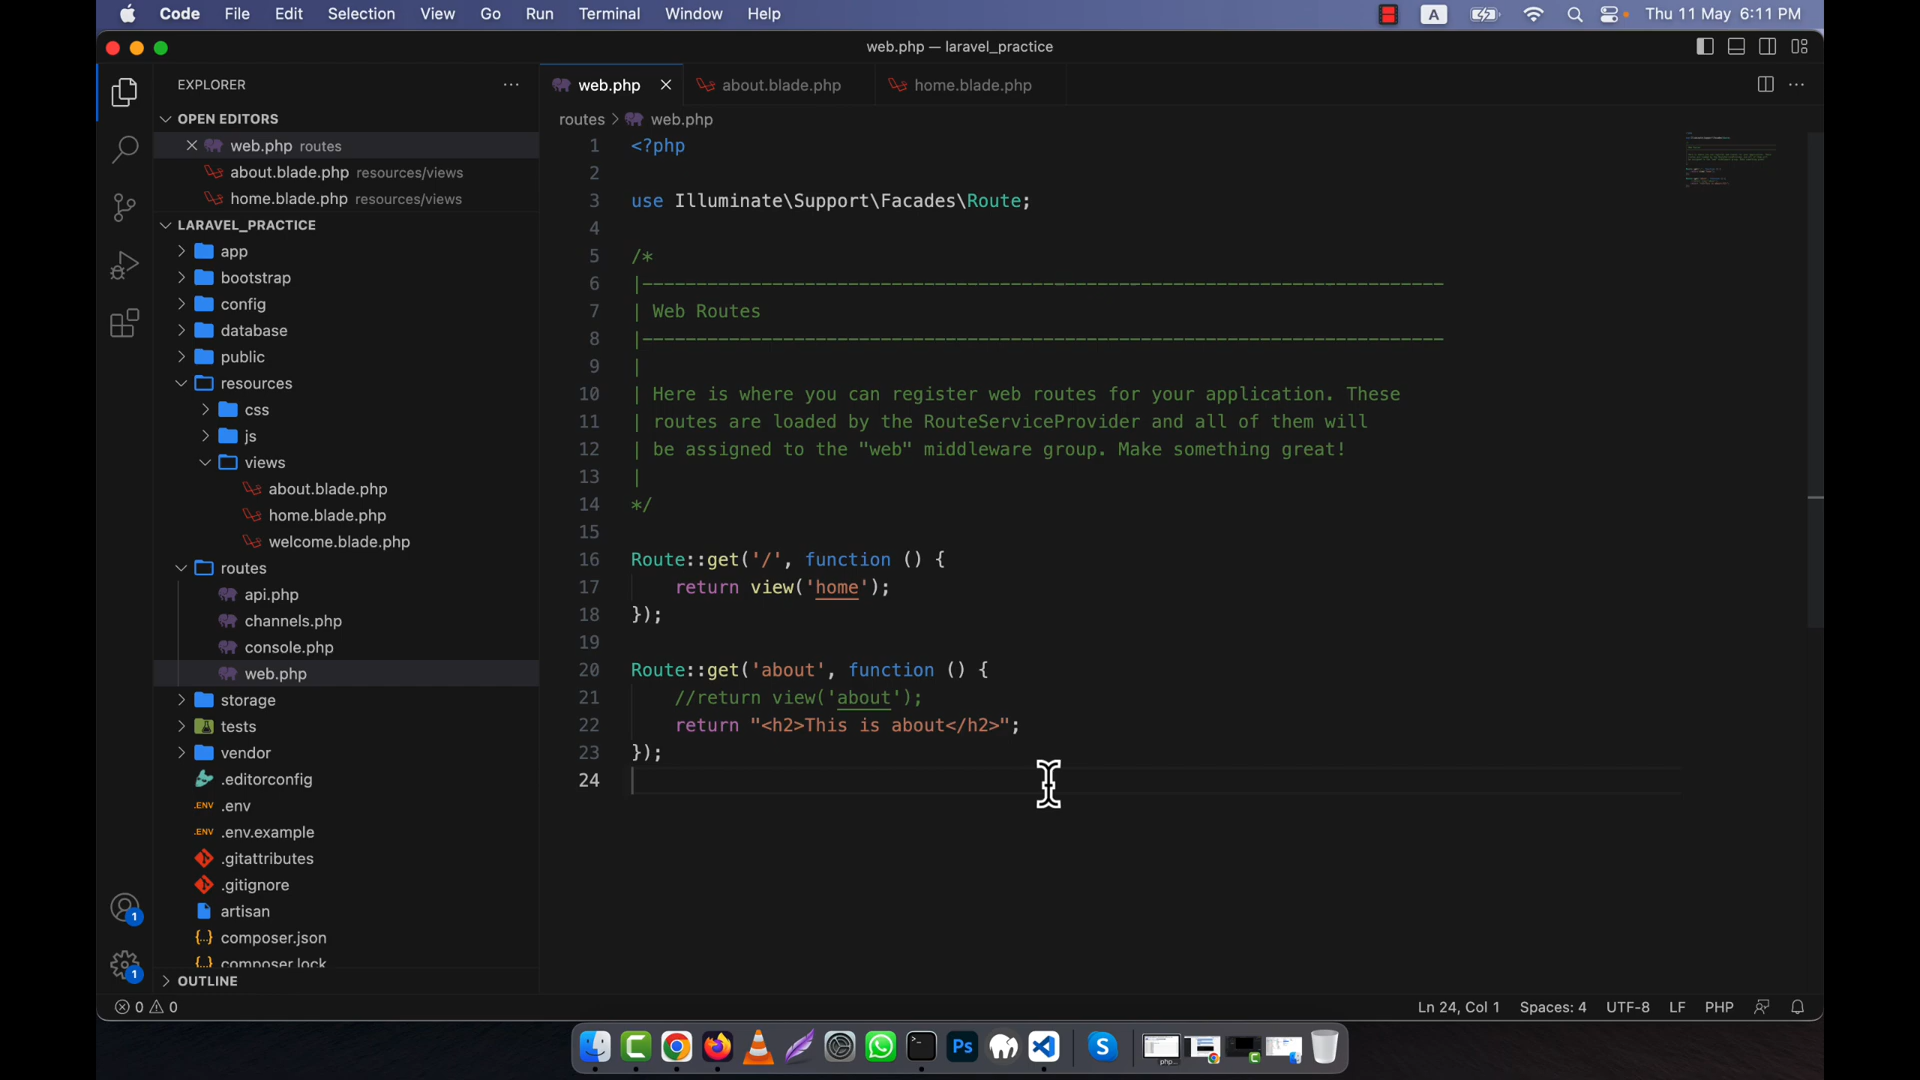 Code File Edit Selection View Go Run Terminal Window Help A Thu 11 May 6:11 PM
web.php — laravel_practice
EXPLORER
web.php
about.blade.php
home.blade.php
OPEN EDITORS
web.php routes
about.blade.php resources/views
home.blade.php resources/views
LARAVEL_PRACTICE
app
bootstrap
config
database
public
resources
css
js
views
about.blade.php
home.blade.php
welcome.blade.php
routes
api.php
channels.php
console.php
web.php
storage
tests
vendor
.editorconfig
.ENV .env
.ENV .env.example
.gitattributes
.gitignore
artisan
{..} composer.json
{..} composer.lock
OUTLINE
1
1
routes > web.php
1 <?php
2
3 use Illuminate\Support\Facades\Route;
4
5 /*
6 |--------------------------------------------------------------------------
7 | Web Routes
8 |--------------------------------------------------------------------------
9 |
10 | Here is where you can register web routes for your application. These
11 | routes are loaded by the RouteServiceProvider and all of them will
12 | be assigned to the "web" middleware group. Make something great!
13 |
14 */
15
16 Route::get('/', function () {
17 return view('home');
18 });
19
20 Route::get('about', function () {
21 //return view('about');
22 return "<h2>This is about</h2>";
23 });
24
0 0 Ln 24, Col 1 Spaces: 4 UTF-8 LF PHP
Ps